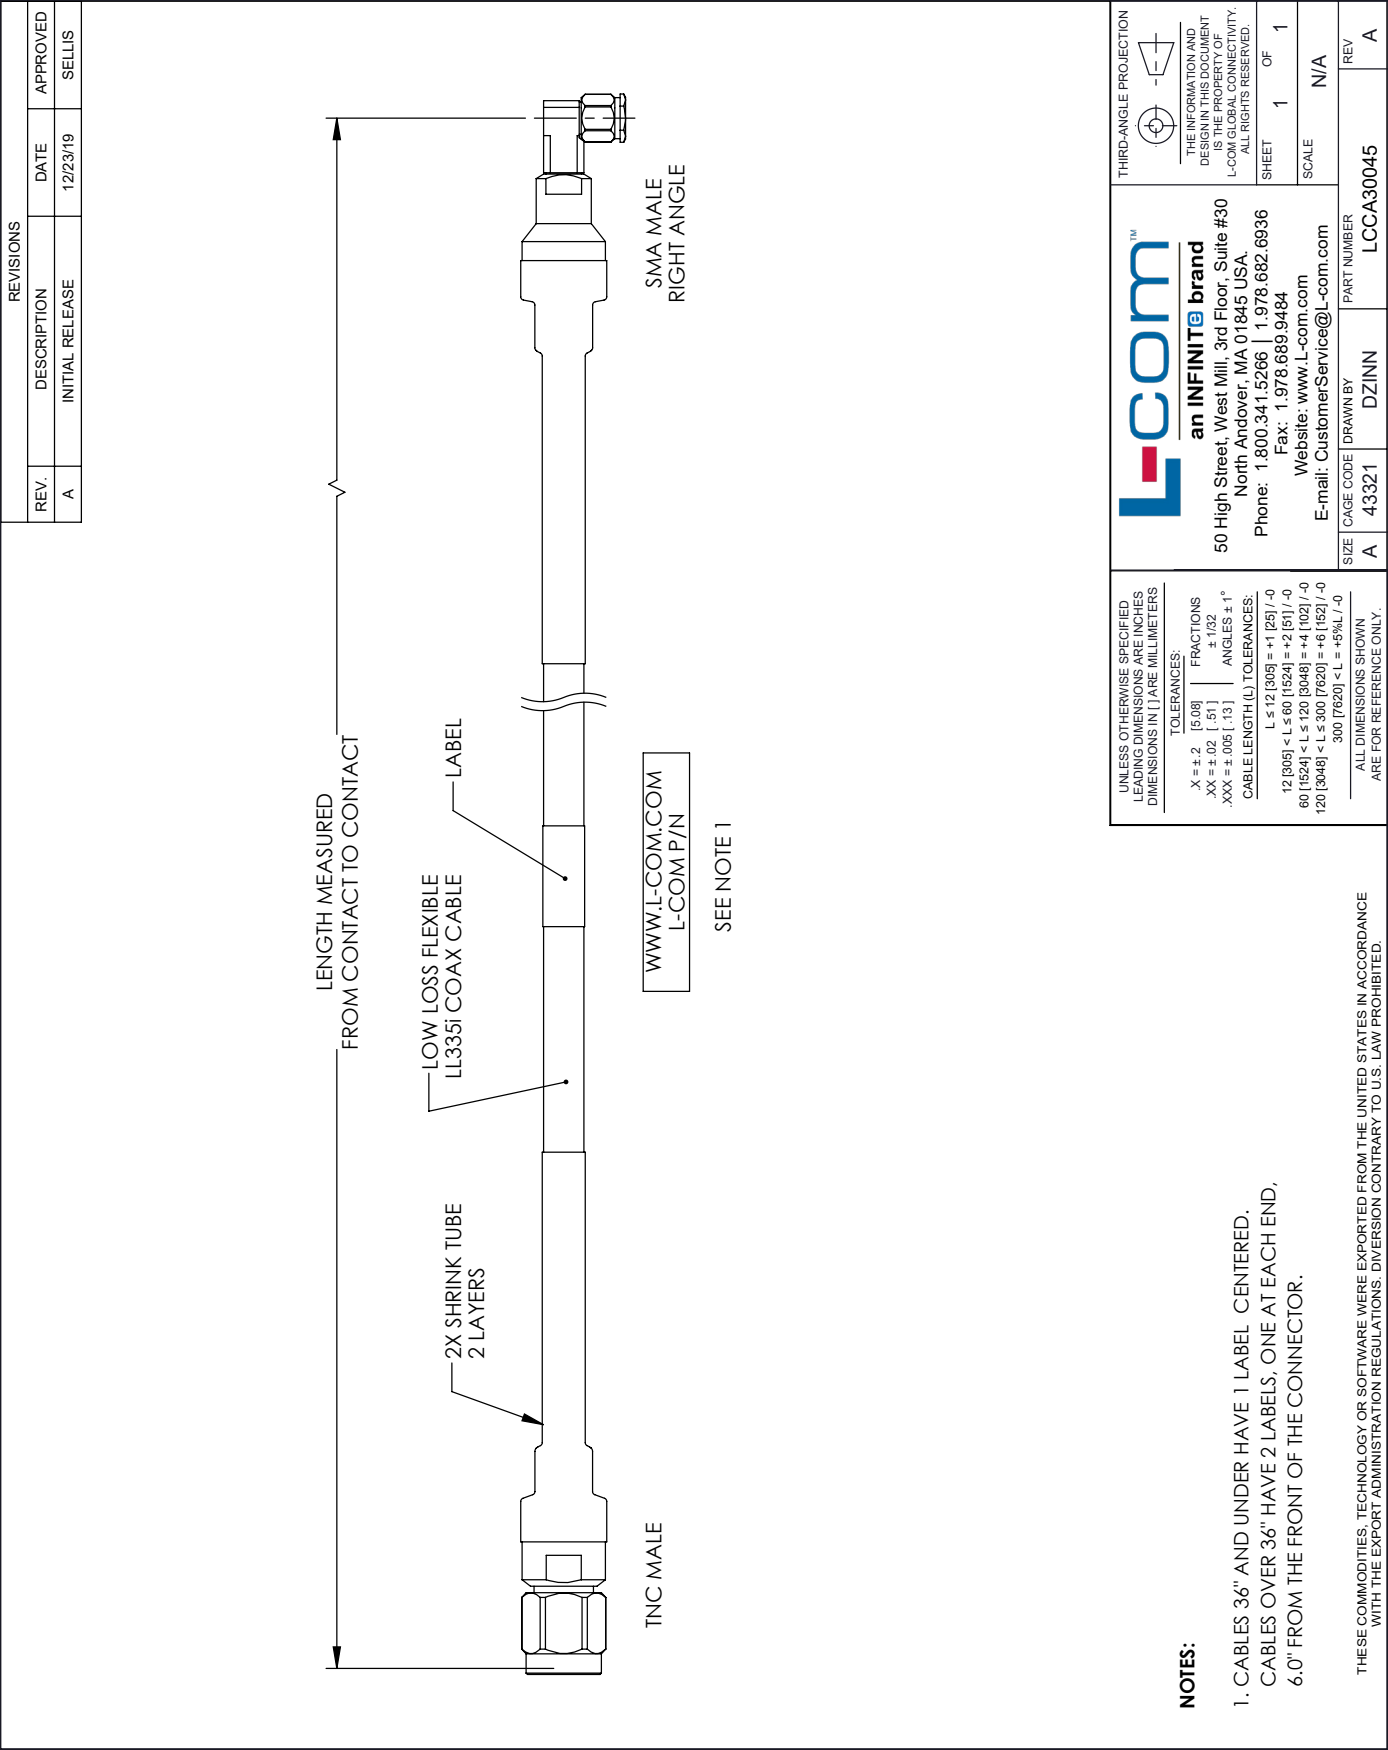 REVISIONS
REV. DESCRIPTION DATE APPROVED
A INITIAL RELEASE 12/23/19 SELLIS
LENGTH MEASURED
FROM CONTACT TO CONTACT
2X SHRINK TUBE
2 LAYERS
LOW LOSS FLEXIBLE
LL335i COAX CABLE
LABEL
TNC MALE
SMA MALE
RIGHT ANGLE
WWW.L-COM.COM
L-COM P/N
SEE NOTE 1
NOTES:
1. CABLES 36" AND UNDER HAVE 1 LABEL CENTERED.
CABLES OVER 36" HAVE 2 LABELS, ONE AT EACH END,
6.0" FROM THE FRONT OF THE CONNECTOR.
THESE COMMODITIES, TECHNOLOGY OR SOFTWARE WERE EXPORTED FROM THE UNITED STATES IN ACCORDANCE
WITH THE EXPORT ADMINISTRATION REGULATIONS. DIVERSION CONTRARY TO U.S. LAW PROHIBITED.
UNLESS OTHERWISE SPECIFIED
LEADING DIMENSIONS ARE INCHES
DIMENSIONS IN [ ] ARE MILLIMETERS
TOLERANCES:
.X = ±.2 [5.08] FRACTIONS
.XX = ±.02 [ .51 ] ± 1/32
.XXX = ±.005 [ .13 ] ANGLES ± 1°
CABLE LENGTH (L) TOLERANCES:
L ≤ 12 [305] = +1 [25] / -0
12 [305] < L ≤ 60 [1524] = +2 [51] / -0
60 [1524] < L ≤ 120 [3048] = +4 [102] / -0
120 [3048] < L ≤ 300 [7620] = +6 [152] / -0
300 [7620] < L = +5%L / -0
ALL DIMENSIONS SHOWN
ARE FOR REFERENCE ONLY.
L-com™
an INFINITe brand
50 High Street, West Mill, 3rd Floor, Suite #30
North Andover, MA 01845 USA.
Phone: 1.800.341.5266 | 1.978.682.6936
Fax: 1.978.689.9484
Website: www.L-com.com
E-mail: CustomerService@L-com.com
THIRD-ANGLE PROJECTION
THE INFORMATION AND
DESIGN IN THIS DOCUMENT
IS THE PROPERTY OF
L-COM GLOBAL CONNECTIVITY.
ALL RIGHTS RESERVED.
SHEET 1 OF 1
SCALE N/A
SIZE A
CAGE CODE 43321
DRAWN BY DZINN
PART NUMBER LCCA30045
REV A